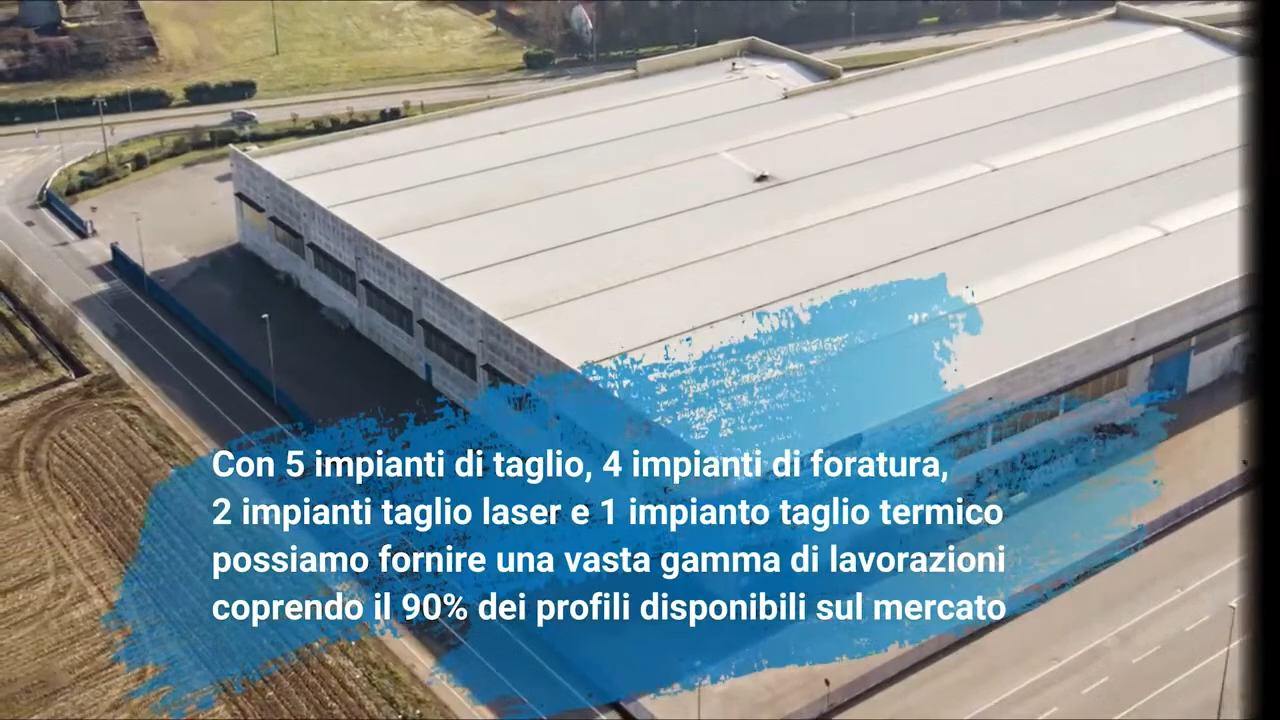 Con 5 impianti di taglio, 4 impianti di foratura,
2 impianti taglio laser e 1 impianto taglio termico
possiamo fornire una vasta gamma di lavorazioni
coprendo il 90% dei profili disponibili sul mercato